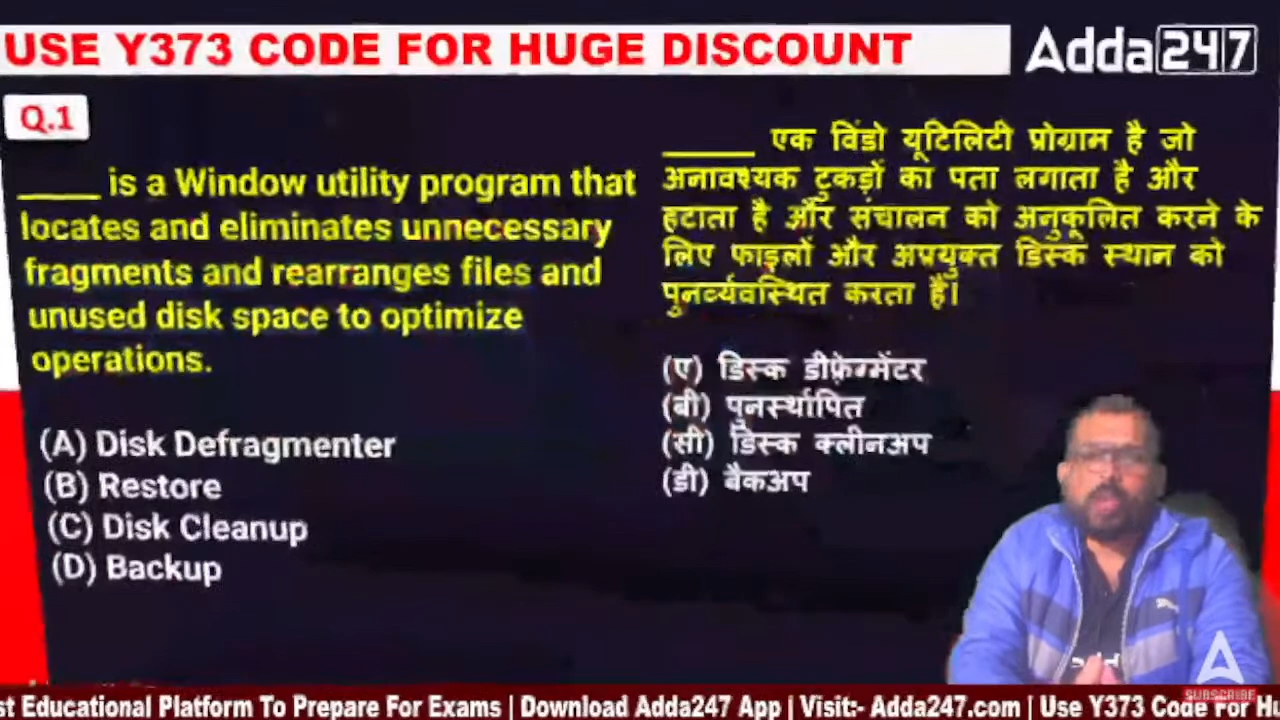 USE Y373 CODE FOR HUGE DISCOUNT
Adda247
Q.1
____ is a Window utility program that
locates and eliminates unnecessary
fragments and rearranges files and
unused disk space to optimize
operations.
(A) Disk Defragmenter
(B) Restore
(C) Disk Cleanup
(D) Backup
_____ एक विंडो यूटिलिटी प्रोग्राम है जो
अनावश्यक टुकड़ों का पता लगाता है और
हटाता है और संचालन को अनुकूलित करने के
लिए फाइलों और अप्रयुक्त डिस्क स्थान को
पुनर्व्यवस्थित करता है।
(ए) डिस्क डीफ़्रेग्मेंटर
(बी) पुनर्स्थापित
(सी) डिस्क क्लीनअप
(डी) बैकअप
SUBSCRIBE
st Educational Platform To Prepare For Exams | Download Adda247 App | Visit:- Adda247.com | Use Y373 Code For Hu